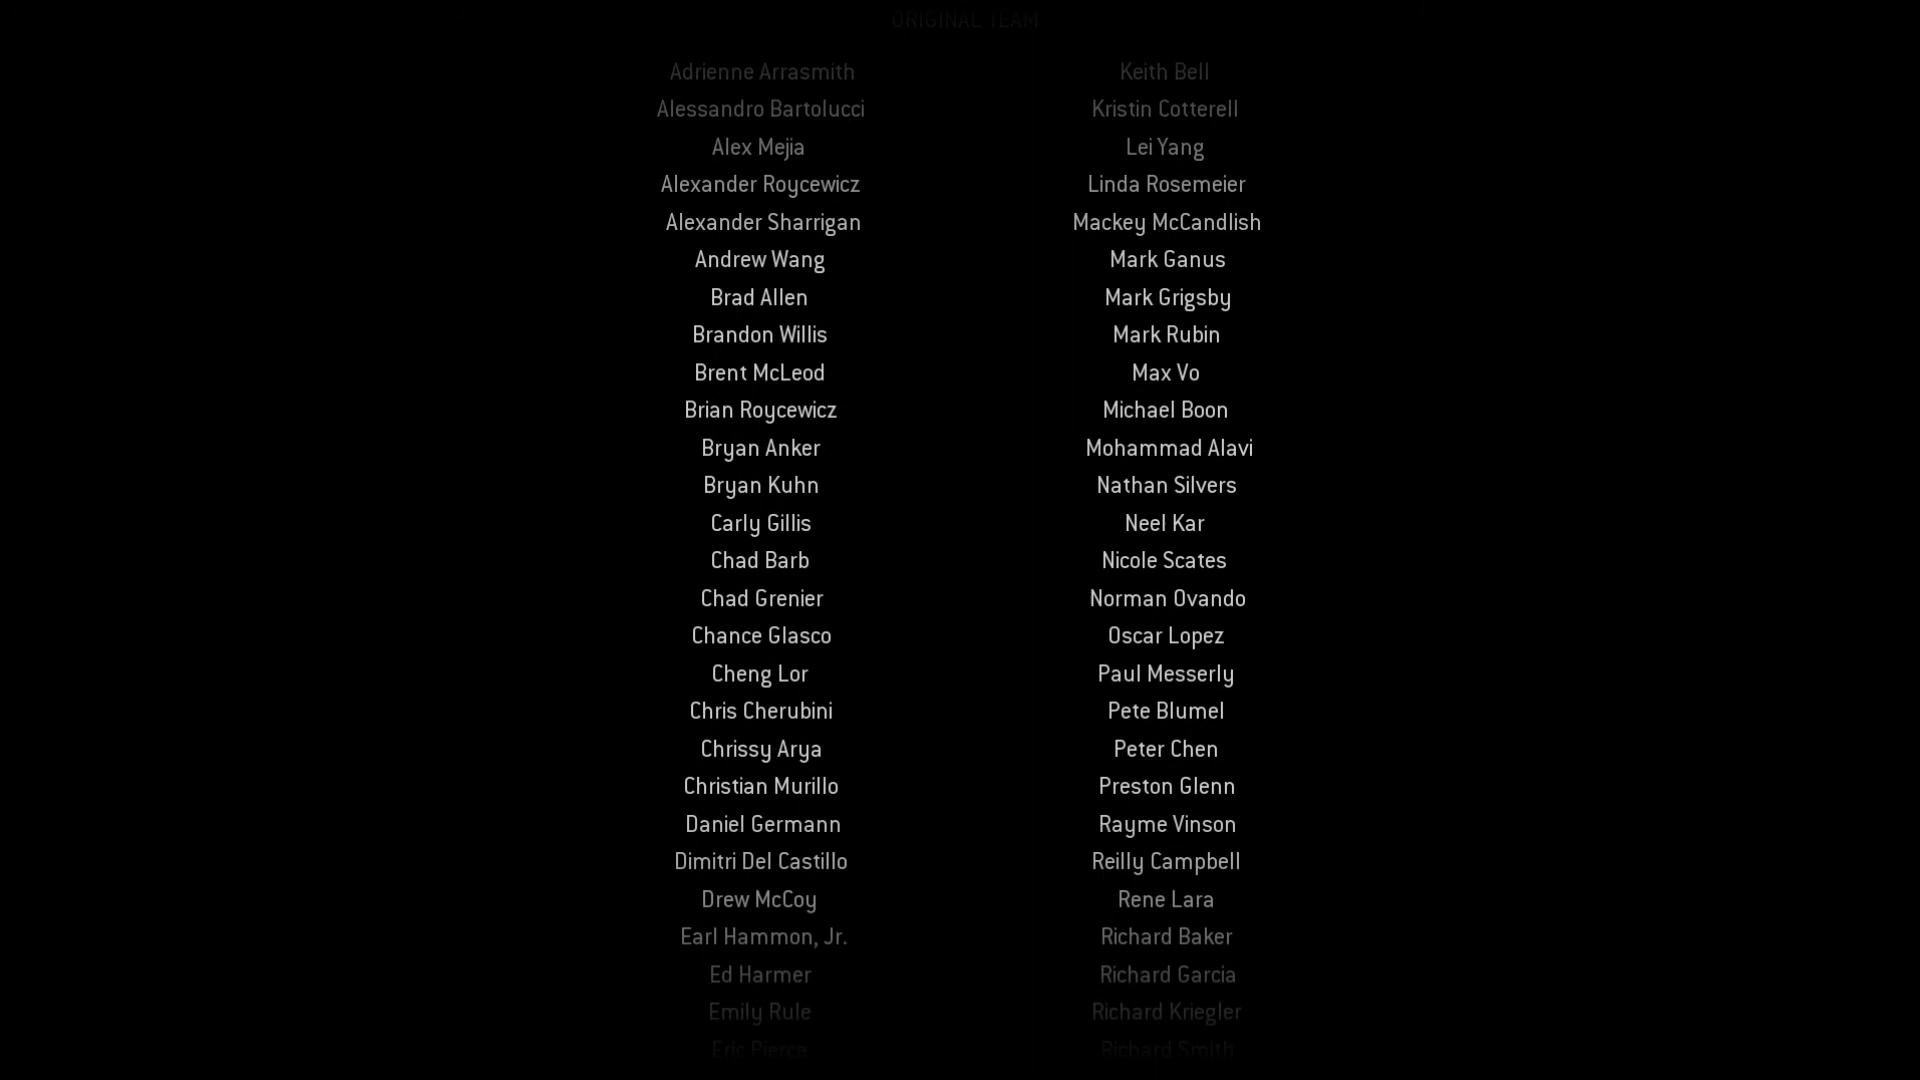 ORIGINAL TEAM
Adrienne Arrasmith
Alessandro Bartolucci
Alex Mejia
Alexander Roycewicz
Alexander Sharrigan
Andrew Wang
Brad Allen
Brandon Willis
Brent McLeod
Brian Roycewicz
Bryan Anker
Bryan Kuhn
Carly Gillis
Chad Barb
Chad Grenier
Chance Glasco
Cheng Lor
Chris Cherubini
Chrissy Arya
Christian Murillo
Daniel Germann
Dimitri Del Castillo
Drew McCoy
Earl Hammon, Jr.
Ed Harmer
Emily Rule
Eric Pierce
Keith Bell
Kristin Cotterell
Lei Yang
Linda Rosemeier
Mackey McCandlish
Mark Ganus
Mark Grigsby
Mark Rubin
Max Vo
Michael Boon
Mohammad Alavi
Nathan Silvers
Neel Kar
Nicole Scates
Norman Ovando
Oscar Lopez
Paul Messerly
Pete Blumel
Peter Chen
Preston Glenn
Rayme Vinson
Reilly Campbell
Rene Lara
Richard Baker
Richard Garcia
Richard Kriegler
Richard Smith